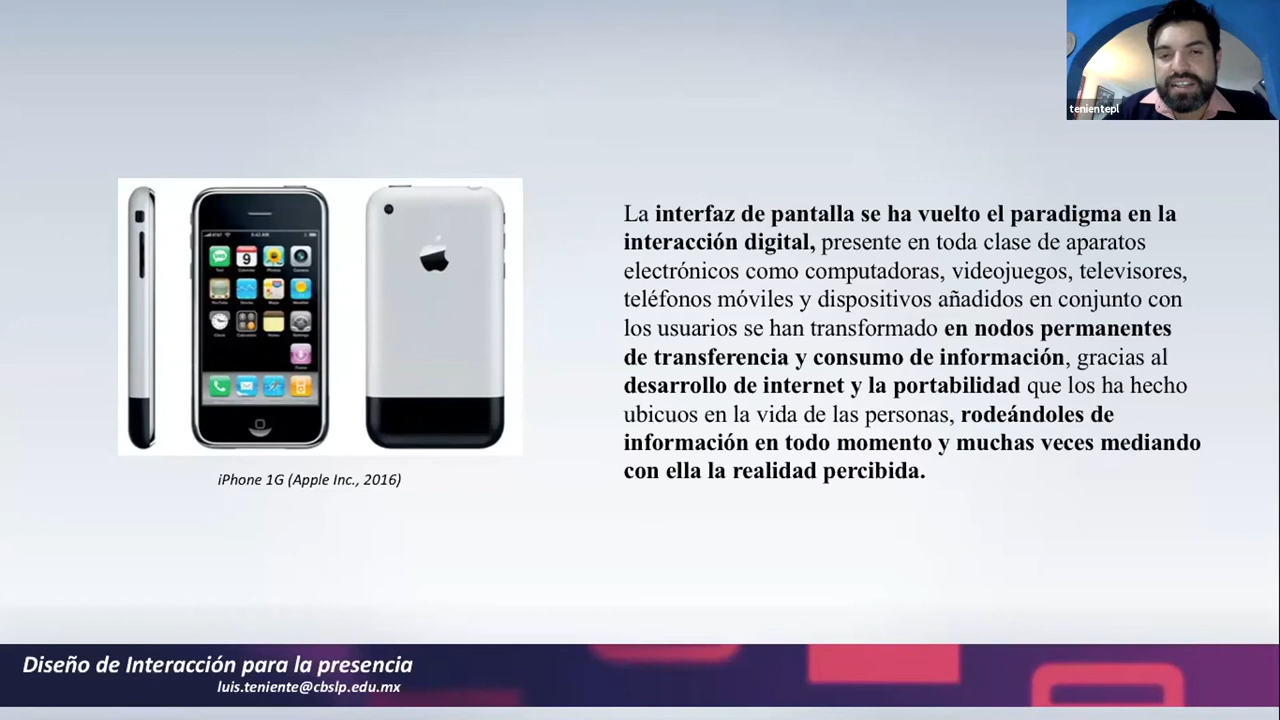 tenientepl
La interfaz de pantalla se ha vuelto el paradigma en la
interacción digital, presente en toda clase de aparatos
electrónicos como computadoras, videojuegos, televisores,
teléfonos móviles y dispositivos añadidos en conjunto con
los usuarios se han transformado en nodos permanentes
de transferencia y consumo de información, gracias al
desarrollo de internet y la portabilidad que los ha hecho
ubicuos en la vida de las personas, rodeándoles de
información en todo momento y muchas veces mediando
con ella la realidad percibida.
9
iPhone 1G (Apple Inc., 2016)
Diseño de Interacción para la presencia
luis.teniente@cbslp.edu.mx